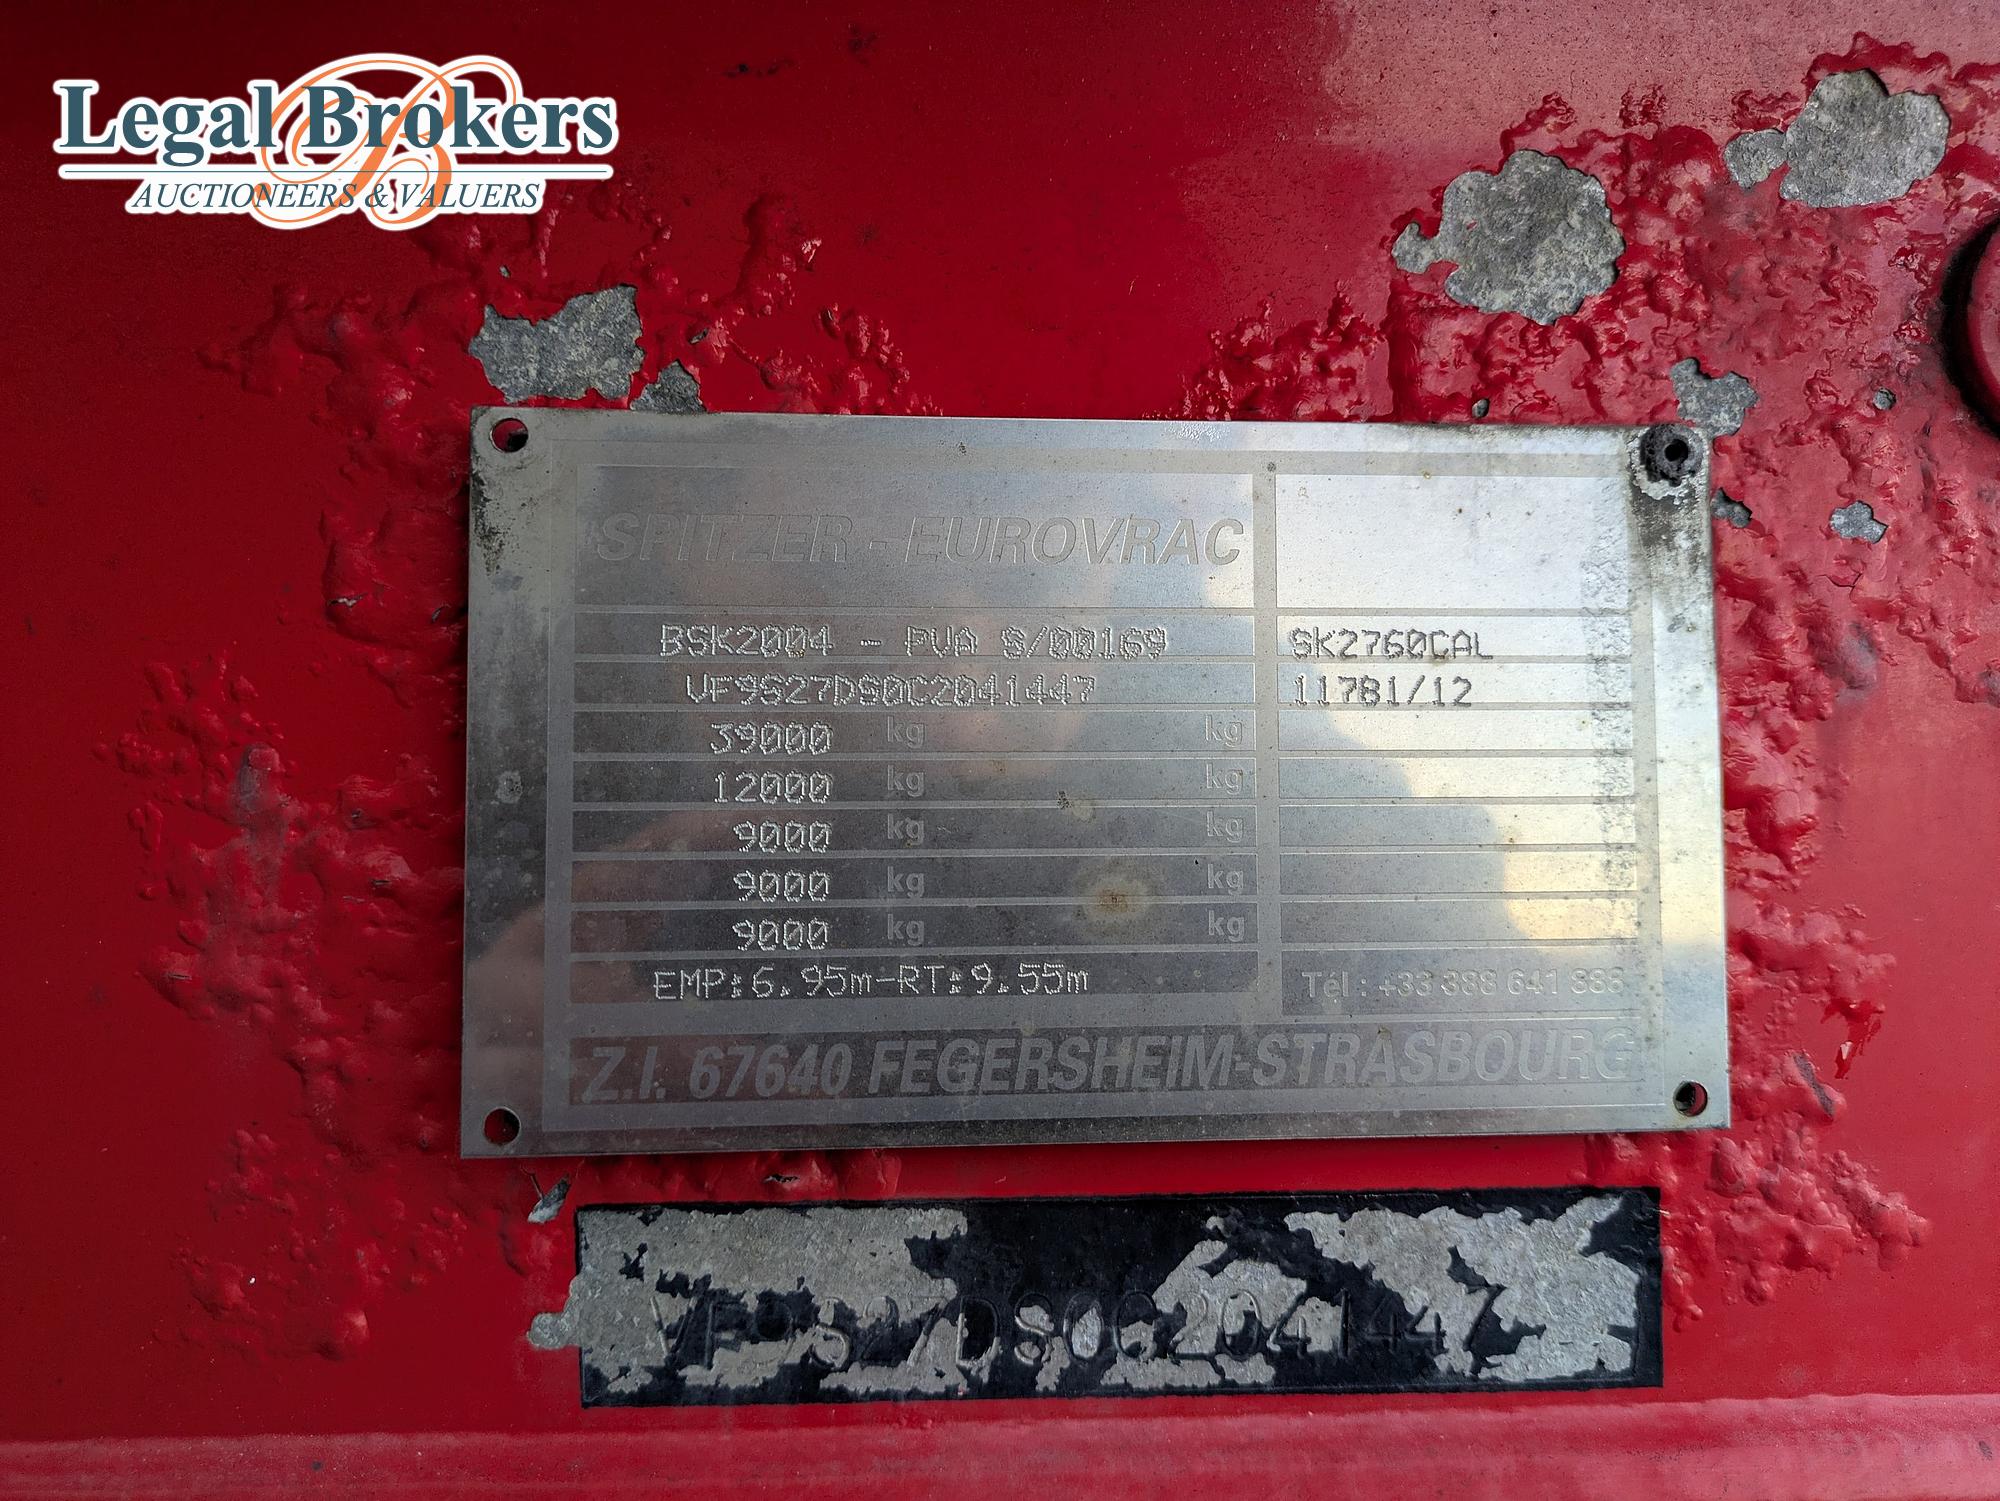 Legal Brokers
AUCTIONEERS & VALUERS
SPITZER - EUROVRAC
BSK2004 - PVA S/00169 SK2760CAL
VF9S27DS0C2041447 11781/12
39000 kg kg
12000 kg kg
9000 kg kg
9000 kg kg
9000 kg kg
EMP:6.95m-RT:9.55m Tél : +33 388 641 888
Z.I. 67640 FEGERSHEIM-STRASBOURG
VF9S27DS0C2041447